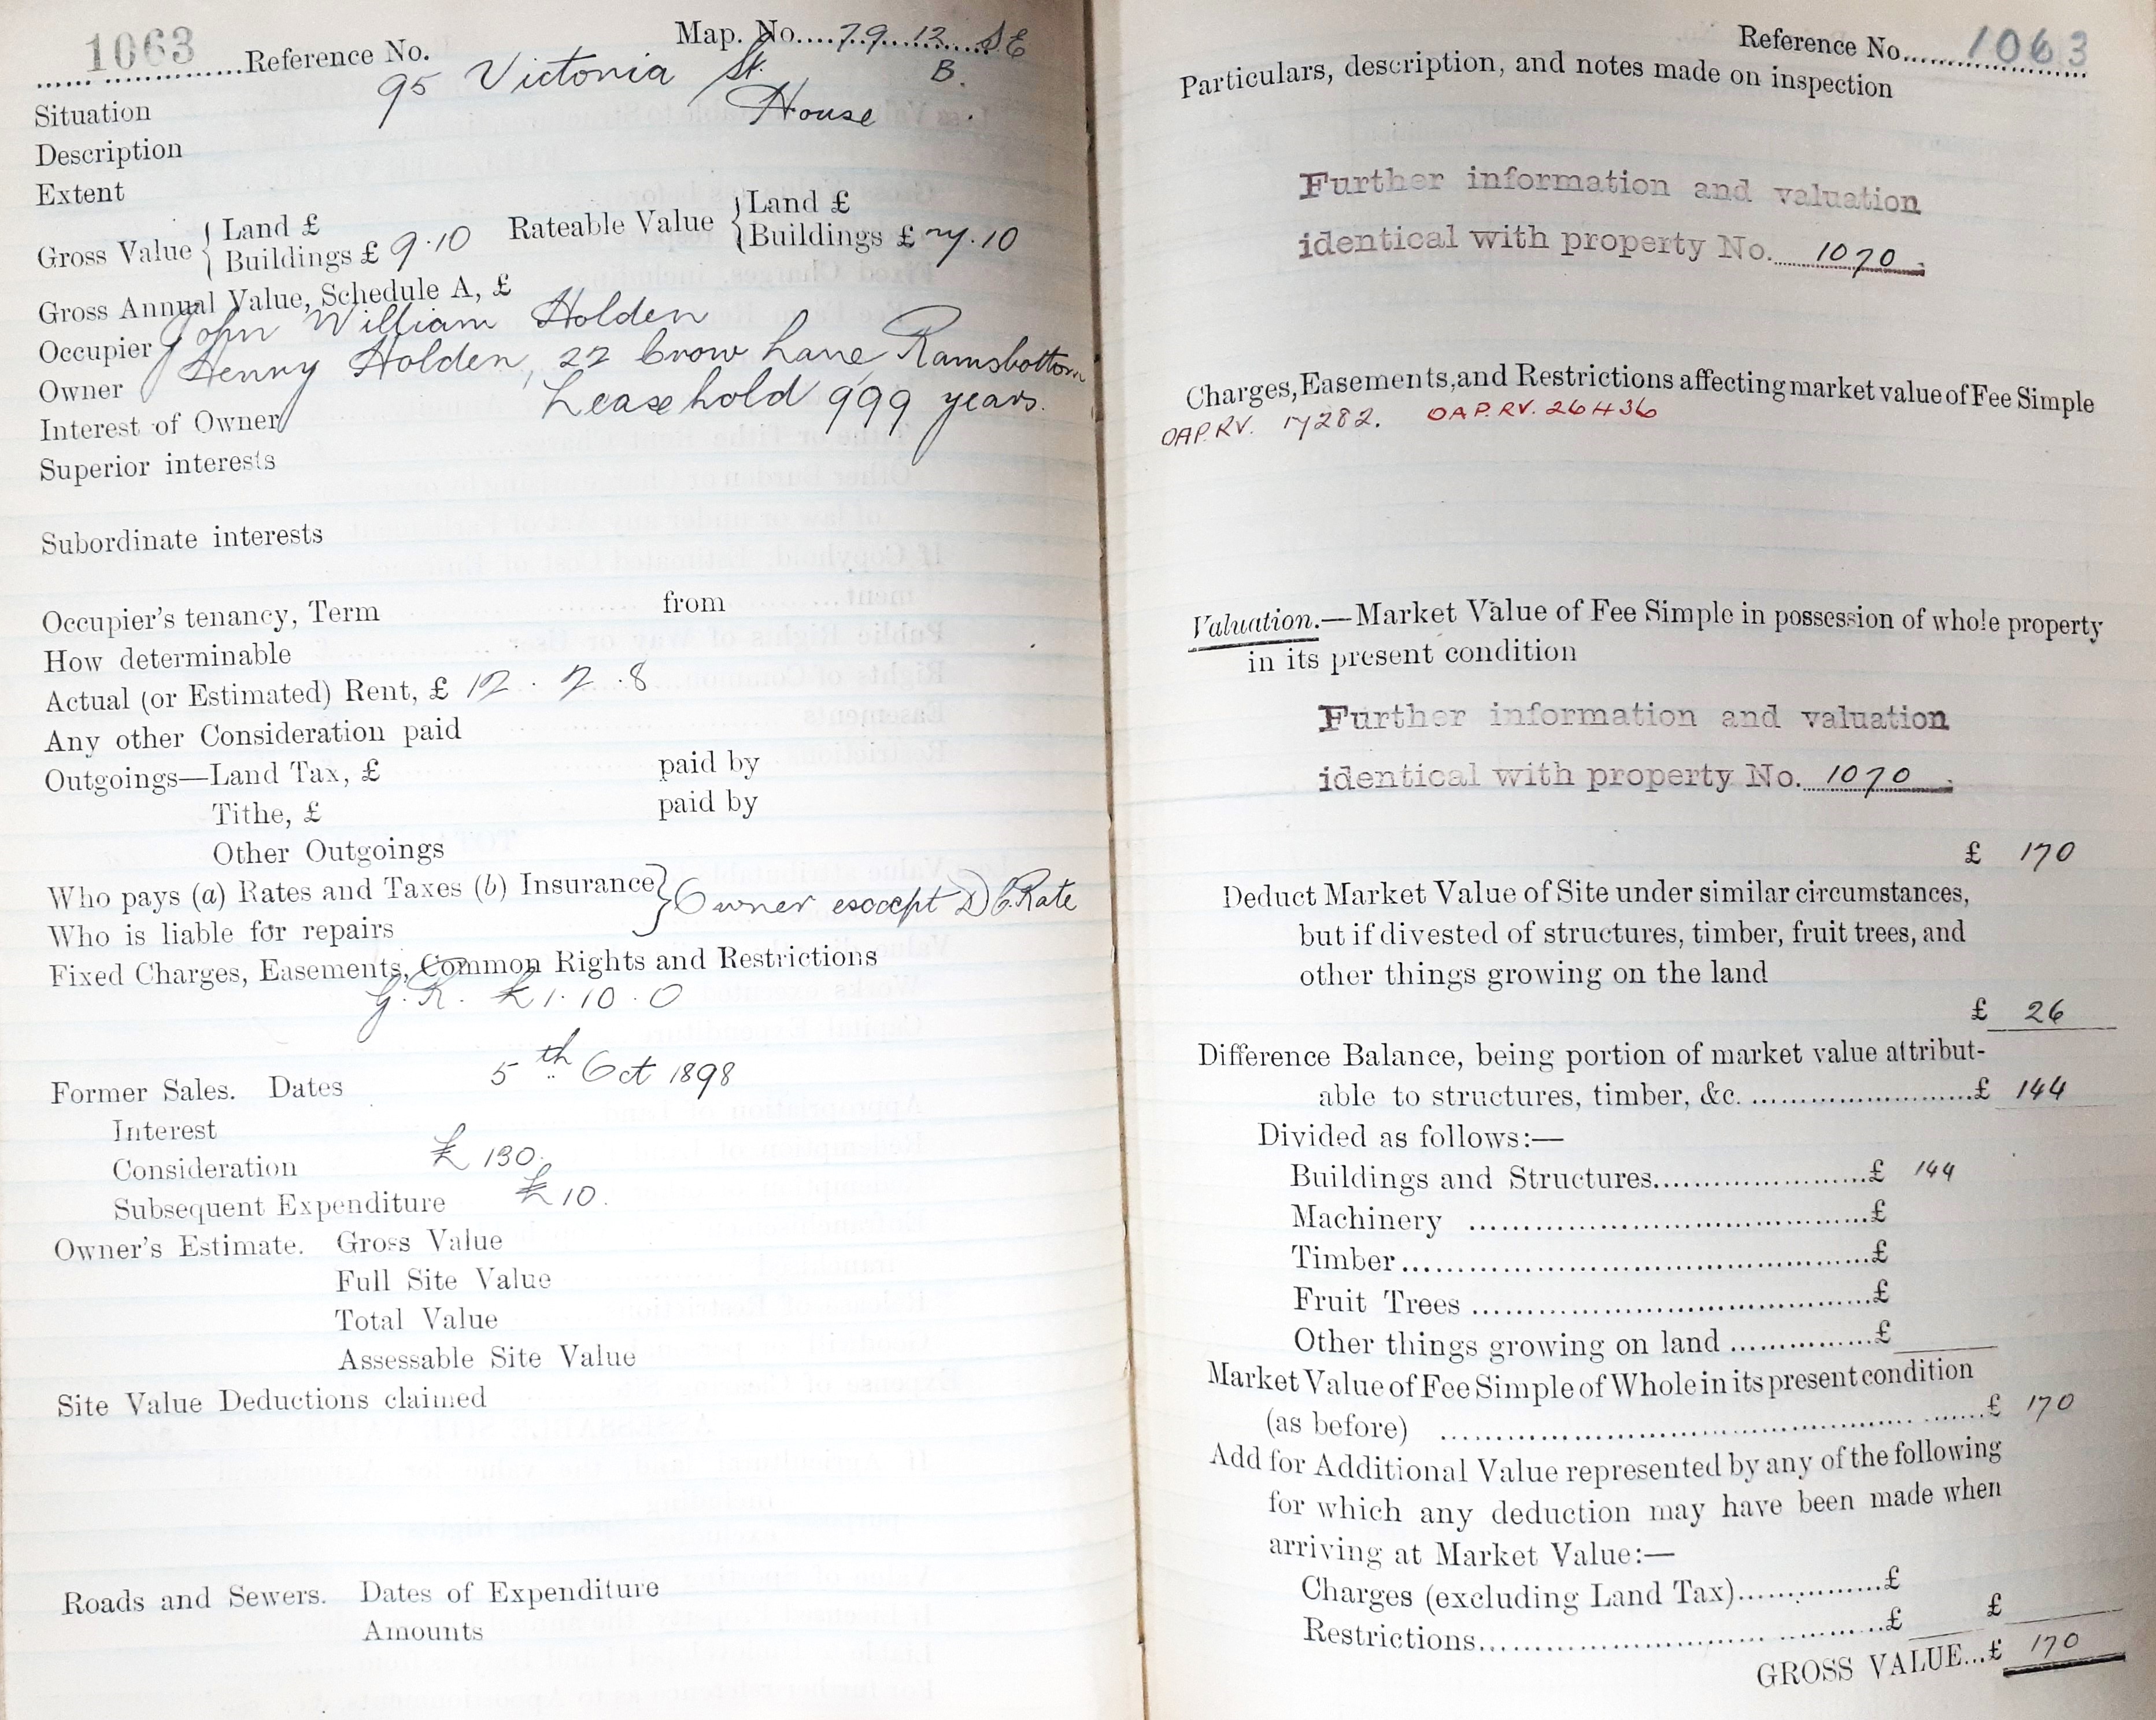 1063 Reference No. Map. No. 79.12. S.E
95 Victoria St. B.
Situation
House
Description
Extent
Gross Value { Land £ Rateable Value { Land £
Buildings £ 9.10 Buildings £ 7.10
Gross Annual Value, Schedule A, £
John William Holden
Occupier
Henry Holden, 22 Crow Lane, Ramsbottom
Owner
Leasehold 999 years.
Interest of Owner
Superior interests
Subordinate interests
Occupier's tenancy, Term from
How determinable
Actual (or Estimated) Rent, £ 12.7.8
Any other Consideration paid
Outgoings—Land Tax, £ paid by
Tithe, £ paid by
Other Outgoings
Who pays (a) Rates and Taxes (b) Insurance } Owner except D.C. Rate
Who is liable for repairs
Fixed Charges, Easements, Common Rights and Restrictions
G.R. £1.10.0
5th Oct 1898
Former Sales. Dates
Interest
Consideration £130.
Subsequent Expenditure £10.
Owner's Estimate. Gross Value
Full Site Value
Total Value
Assessable Site Value
Site Value Deductions claimed
Roads and Sewers. Dates of Expenditure
Amounts
Reference No. 1063
Particulars, description, and notes made on inspection
Further information and valuation
identical with property No. 1070.
Charges, Easements, and Restrictions affecting market value of Fee Simple
OAP.RV. 17282. OAP.RV. 26436
Valuation.—Market Value of Fee Simple in possession of whole property
in its present condition
Further information and valuation
identical with property No. 1070.
£ 170
Deduct Market Value of Site under similar circumstances,
but if divested of structures, timber, fruit trees, and
other things growing on the land
£ 26
Difference Balance, being portion of market value attribut-
able to structures, timber, &c. £ 144
Divided as follows:—
Buildings and Structures £ 144
Machinery £
Timber £
Fruit Trees £
Other things growing on land £
Market Value of Fee Simple of Whole in its present condition
(as before) £ 170
Add for Additional Value represented by any of the following
for which any deduction may have been made when
arriving at Market Value:—
Charges (excluding Land Tax) £
Restrictions £ £
GROSS VALUE...£ 170